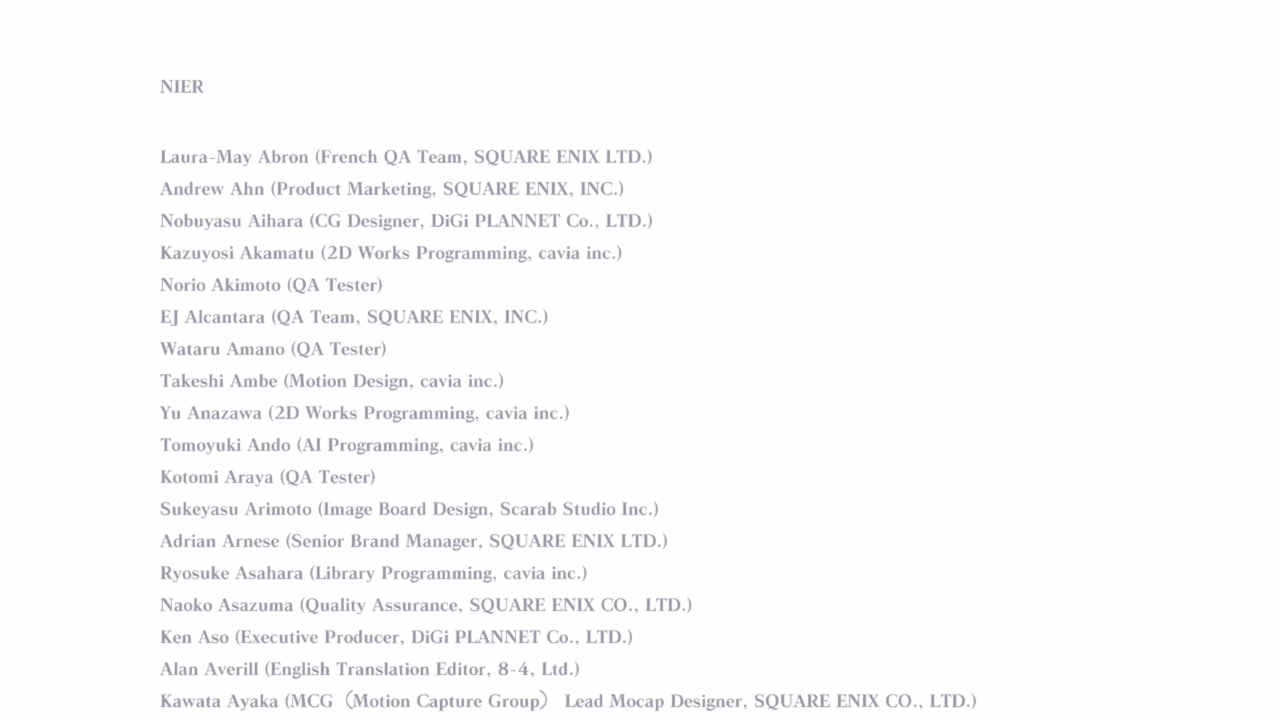 NIER
Laura-May Abron (French QA Team, SQUARE ENIX LTD.)
Andrew Ahn (Product Marketing, SQUARE ENIX, INC.)
Nobuyasu Aihara (CG Designer, DiGi PLANNET Co., LTD.)
Kazuyosi Akamatu (2D Works Programming, cavia inc.)
Norio Akimoto (QA Tester)
EJ Alcantara (QA Team, SQUARE ENIX, INC.)
Wataru Amano (QA Tester)
Takeshi Ambe (Motion Design, cavia inc.)
Yu Anazawa (2D Works Programming, cavia inc.)
Tomoyuki Ando (AI Programming, cavia inc.)
Kotomi Araya (QA Tester)
Sukeyasu Arimoto (Image Board Design, Scarab Studio Inc.)
Adrian Arnese (Senior Brand Manager, SQUARE ENIX LTD.)
Ryosuke Asahara (Library Programming, cavia inc.)
Naoko Asazuma (Quality Assurance, SQUARE ENIX CO., LTD.)
Ken Aso (Executive Producer, DiGi PLANNET Co., LTD.)
Alan Averill (English Translation Editor, 8-4, Ltd.)
Kawata Ayaka (MCG（Motion Capture Group） Lead Mocap Designer, SQUARE ENIX CO., LTD.)